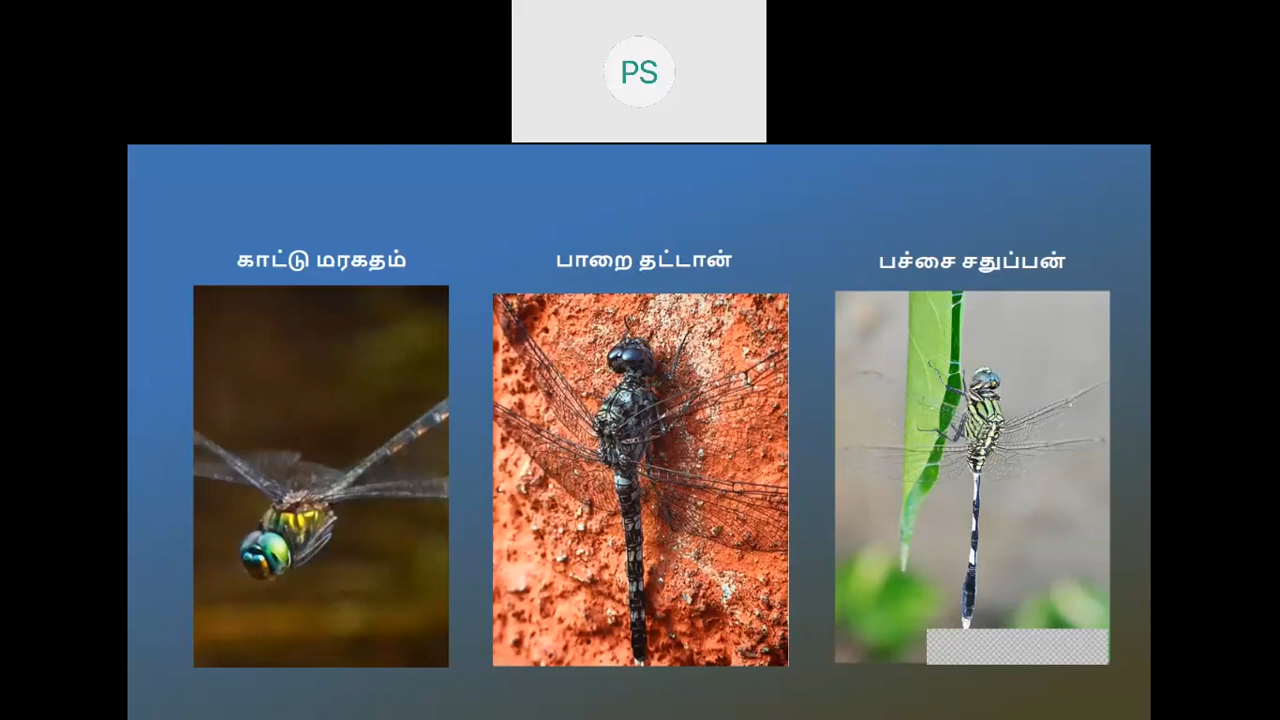 PS
காட்டு மரகதம்
பாறை தட்டான்
பச்சை சதுப்பன்